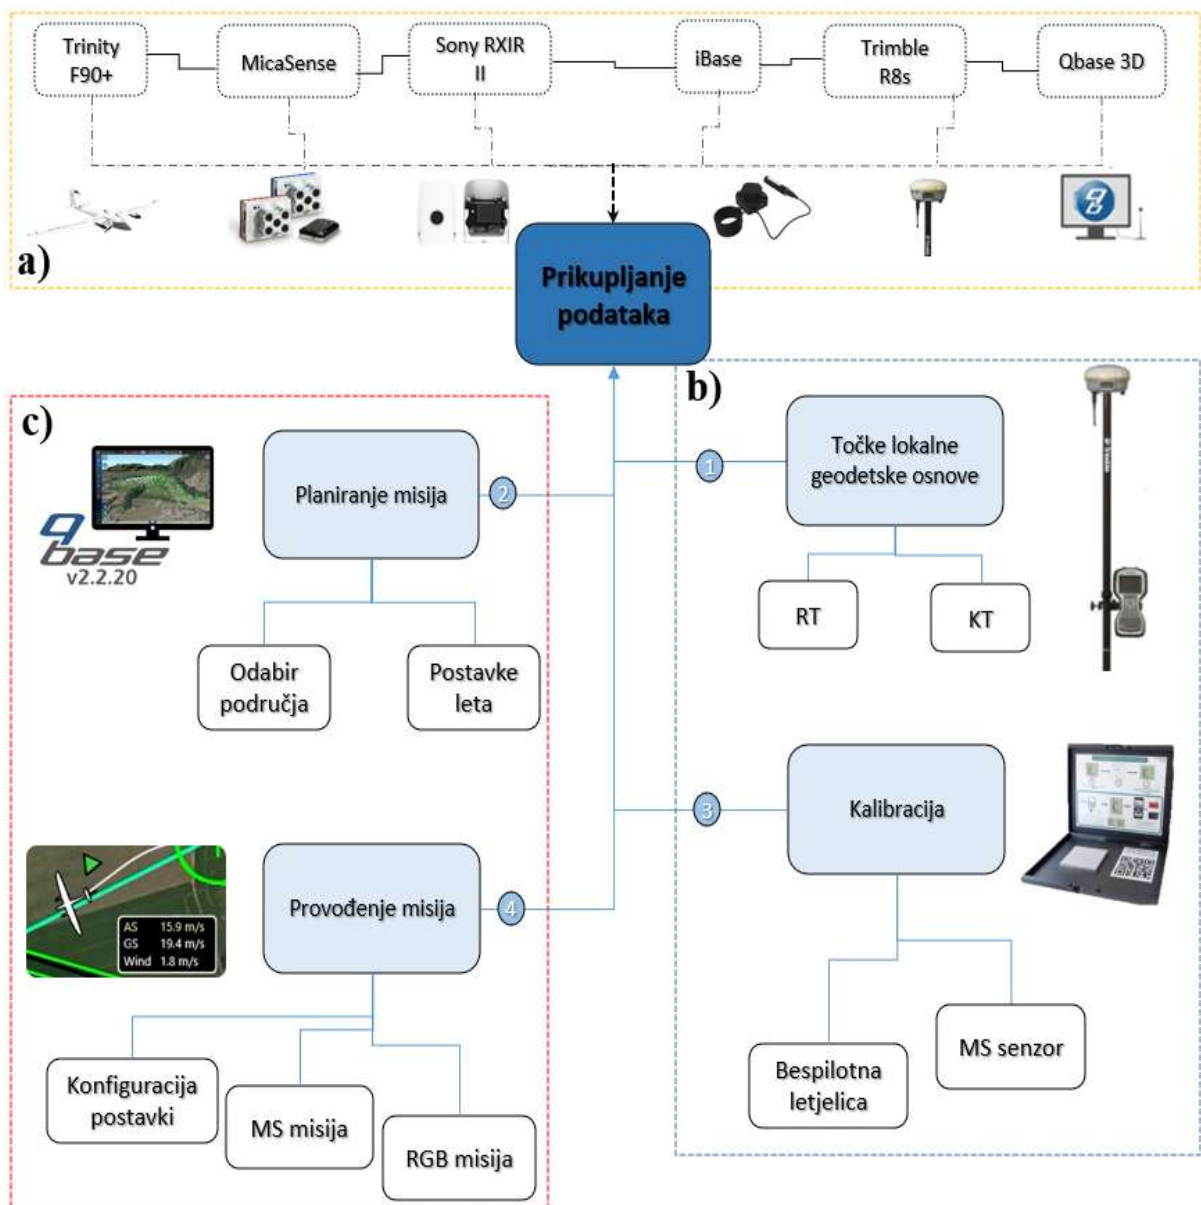 Trinity
F90+
MicaSense
Sony RXIR
II
iBase
Trimble
R8s
Qbase 3D
a)
Prikupljanje
podataka
b)
Točke lokalne
geodetske osnove
1
RT
KT
c)
Planiranje misija
2
qbase
v2.2.20
Odabir
područja
Postavke
leta
Kalibracija
3
Bespilotna
letjelica
MS senzor
Provođenje misija
4
AS 15.9 m/s
GS 19.4 m/s
Wind 1.8 m/s
Konfiguracija
postavki
MS misija
RGB misija